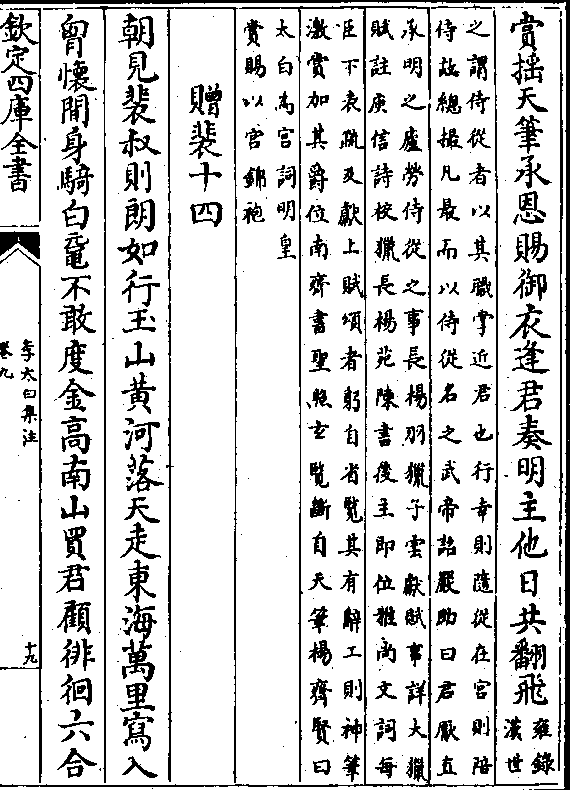 賞揺天筆承恩賜御衣逢君奏明主他日共翻飛
雍錄
漢世
之謂侍從者以其職掌近君也行幸則隨從在宮則陪
侍故總撮凡最而以侍從名之武帝詔嚴助曰君厭直
承明之廬勞侍從之事長楊羽獵子雲獻賦事詳大獵
賦註庾信詩校獵長楊苑陳書後主即位雅尚文詞每
臣下表疏及獻上賦頌者躬自省覽其有辭工則神筆
激賞加其爵位南齊書聖照玄覽斷自天筆楊齊賢曰
太白為宮詞明皇
賞賜以宮錦袍
贈裴十四
朝見裴叔則朗如行玉山黃河落天走東海萬里寫入
胷懷間身騎白黿不敢度金高南山買君顧徘徊六合
欽定四庫全書
李太白集注
卷九
十九